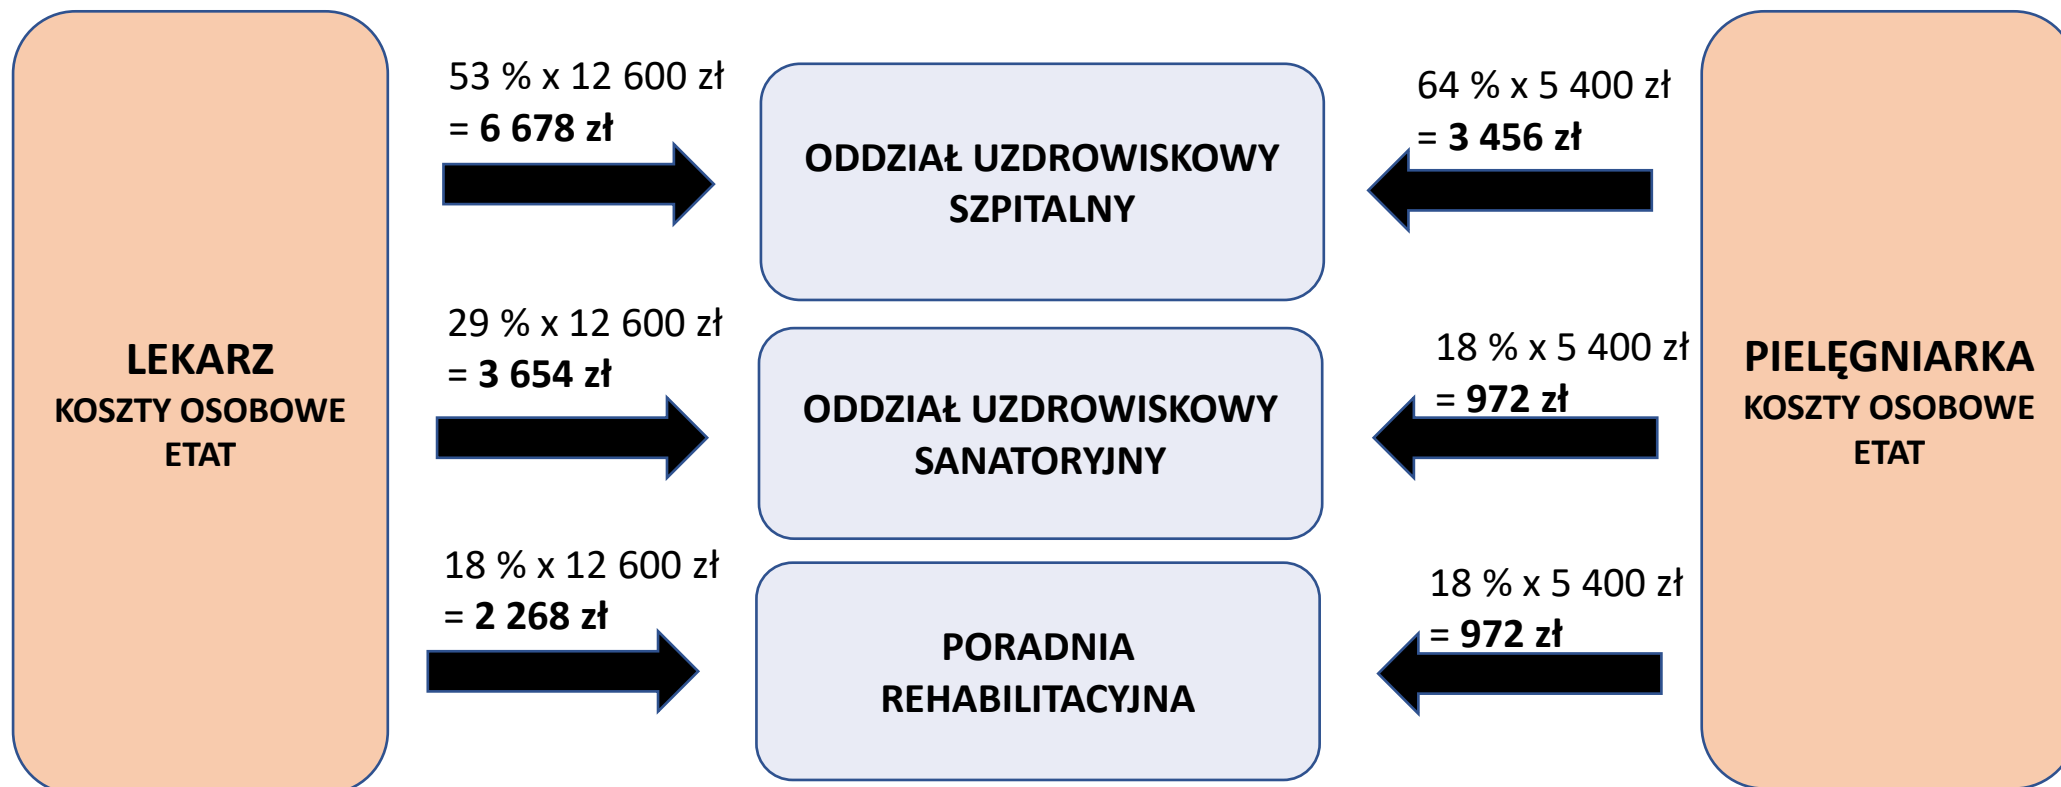 LEKARZ
KOSZTY OSOBOWE
ETAT
53 % x 12 600 zł
= 6 678 zł
29 % x 12 600 zł
= 3 654 zł
18 % x 12 600 zł
= 2 268 zł
ODDZIAŁ UZDROWISKOWY
SZPITALNY
ODDZIAŁ UZDROWISKOWY
SANATORYJNY
PORADNIA
REHABILITACYJNA
64 % x 5 400 zł
= 3 456 zł
18 % x 5 400 zł
= 972 zł
18 % x 5 400 zł
= 972 zł
PIELĘGNIARKA
KOSZTY OSOBOWE
ETAT